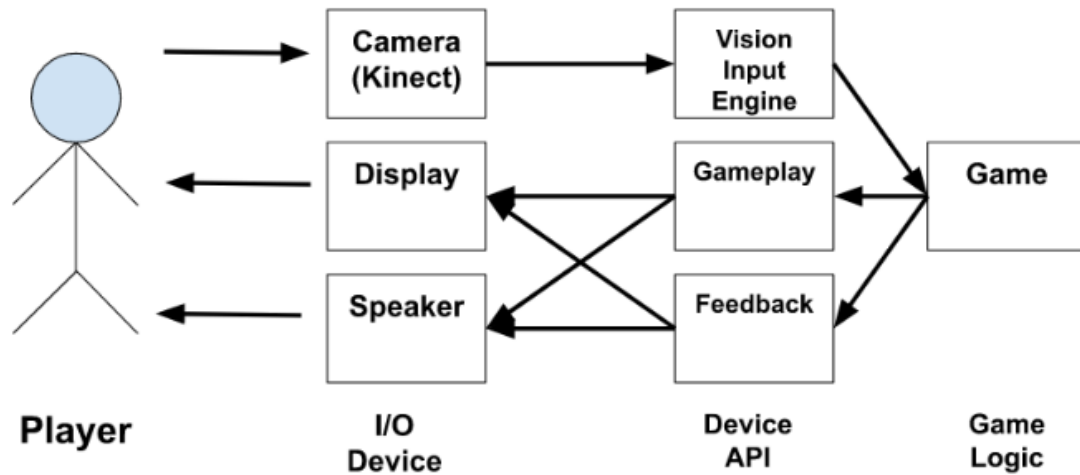 Camera
(Kinect)
Vision
Input
Engine
Display
Gameplay
Game
Speaker
Feedback
Player
I/O
Device
Device
API
Game
Logic